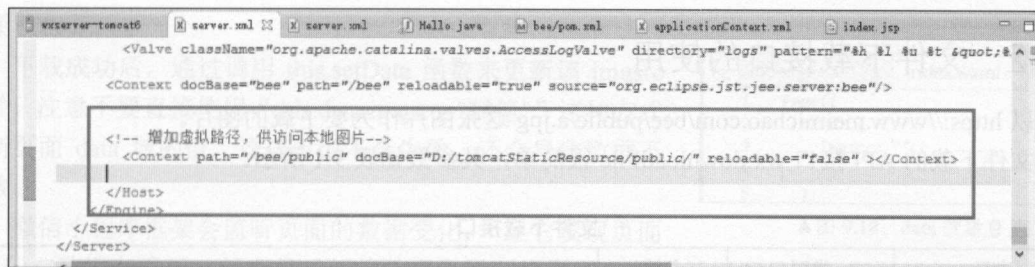 wxserver-tomcat6 server.xml server.xml Hello.java bee/pom.xml applicationContext.xml index.jsp
<Valve className="org.apache.catalina.valves.AccessLogValve" directory="logs" pattern="%h %l %u %t &quot;%
<Context docBase="bee" path="/bee" reloadable="true" source="org.eclipse.jst.jee.server:bee"/>
<!-- 增加虚拟路径，供访问本地图片-->
<Context path="/bee/public" docBase="D:/tomcatStaticResource/public/" reloadable="false" ></Context>
</Host>
</Engine>
</Service>
</Server>